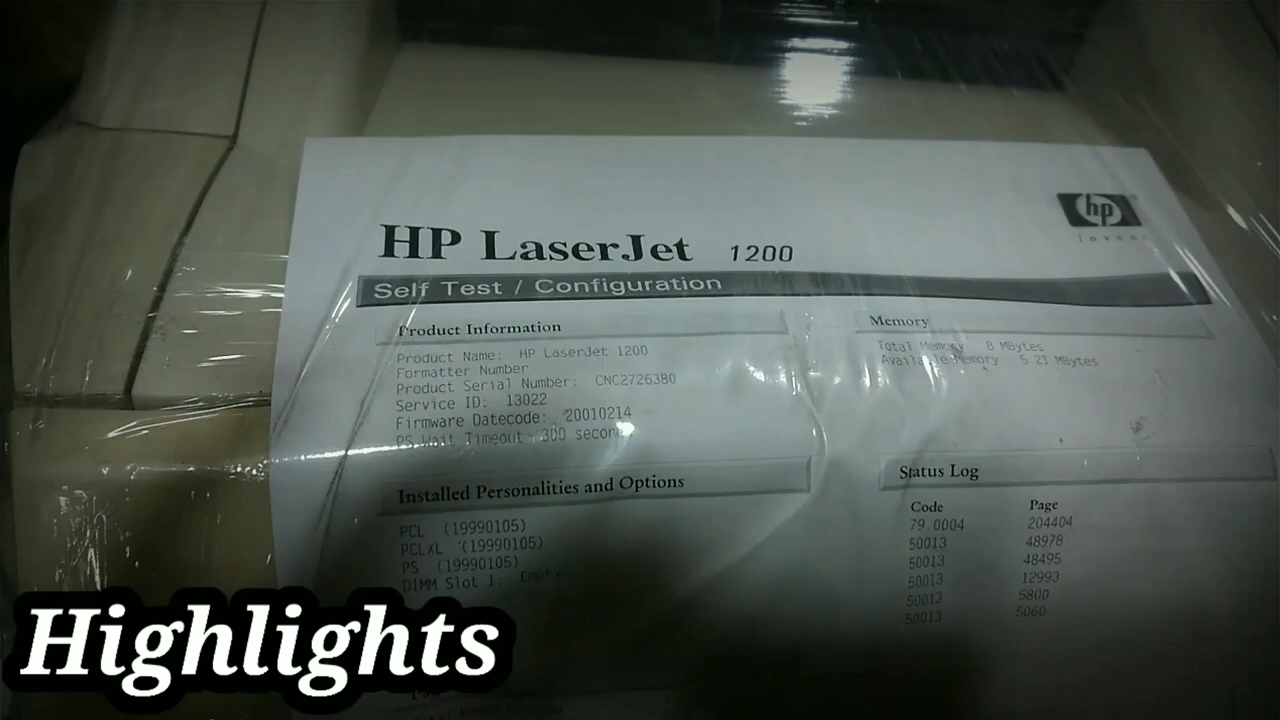 hp
invent
HP LaserJet 1200
Self Test / Configuration
Product Information
Product Name: HP LaserJet 1200
Formatter Number
Product Serial Number: CNC2726380
Service ID: 13022
Firmware Datecode: 20010214
PS Wait Timeout 300 second
Memory
Total Memory 8 MBytes
Available Memory 5 21 MBytes
Installed Personalities and Options
PCL (19990105)
PCLXL (19990105)
PS (19990105)
DIMM Slot 1: Empty
Status Log
Code Page
79.0004 204404
50013 48978
50013 48495
50013 12993
50013 5800
50013 5060
Highlights